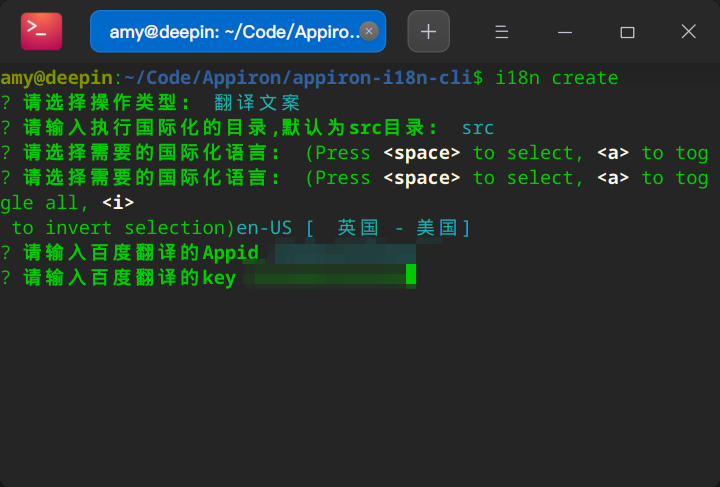 amy@deepin: ~/Code/Appiro...
amy@deepin:~/Code/Appiron/appiron-i18n-cli$ i18n create
? 请选择操作类型: 翻译文案
? 请输入执行国际化的目录,默认为src目录: src
? 请选择需要的国际化语言: (Press <space> to select, <a> to tog
? 请选择需要的国际化语言: (Press <space> to select, <a> to tog
gle all, <i>
to invert selection)en-US [ 英国 - 美国]
? 请输入百度翻译的Appid
? 请输入百度翻译的key